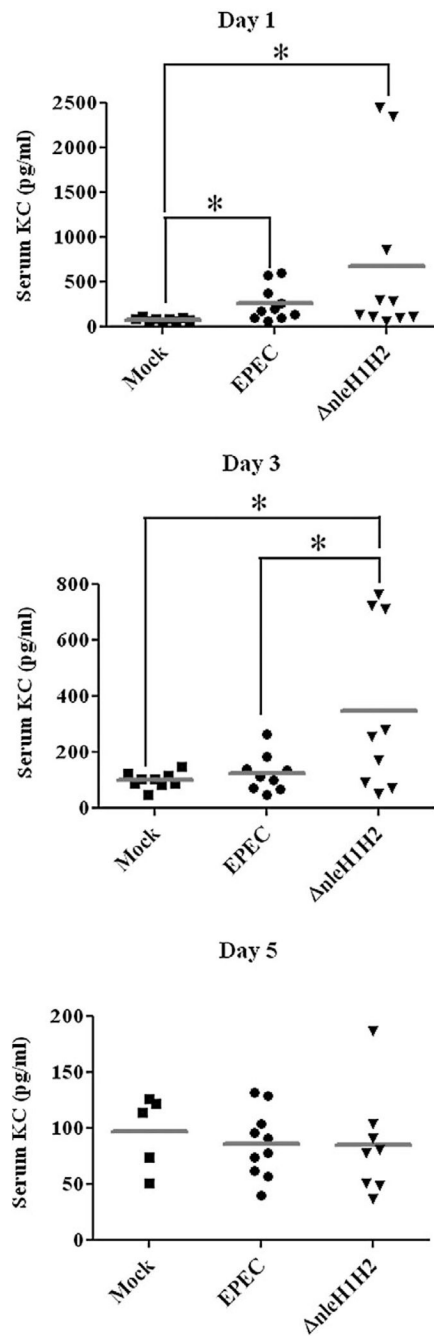 Day 1
*
*
Serum KC (pg/ml)
2500
2000
1500
1000
500
0
Mock
EPEC
ΔnleH1H2
Day 3
*
*
Serum KC (pg/ml)
800
600
400
200
0
Mock
EPEC
ΔnleH1H2
Day 5
Serum KC (pg/ml)
200
150
100
50
0
Mock
EPEC
ΔnleH1H2